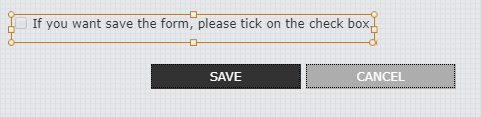 If you want save the form, please tick on the check box
SAVE
CANCEL